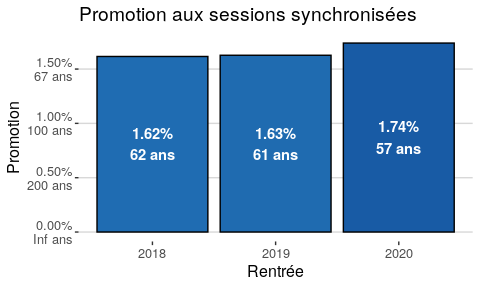 Promotion aux sessions synchronisées
Promotion
1.50%
67 ans
1.00%
100 ans
0.50%
200 ans
0.00%
Inf ans
1.62%
62 ans
1.63%
61 ans
1.74%
57 ans
2018
2019
2020
Rentrée